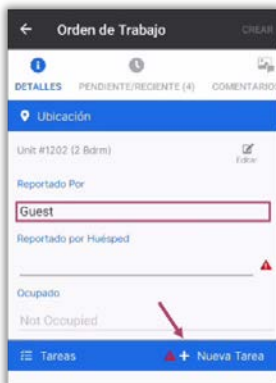 Orden de Trabajo CREAR
DETALLES PENDIENTE/RECIENTE (4) COMENTARIOS
Ubicación
Unit #1202 (2 Bdrm) Editar
Reportado Por
Guest
Reportado por Huésped
Ocupado
Not Occupied
Tareas + Nueva Tarea